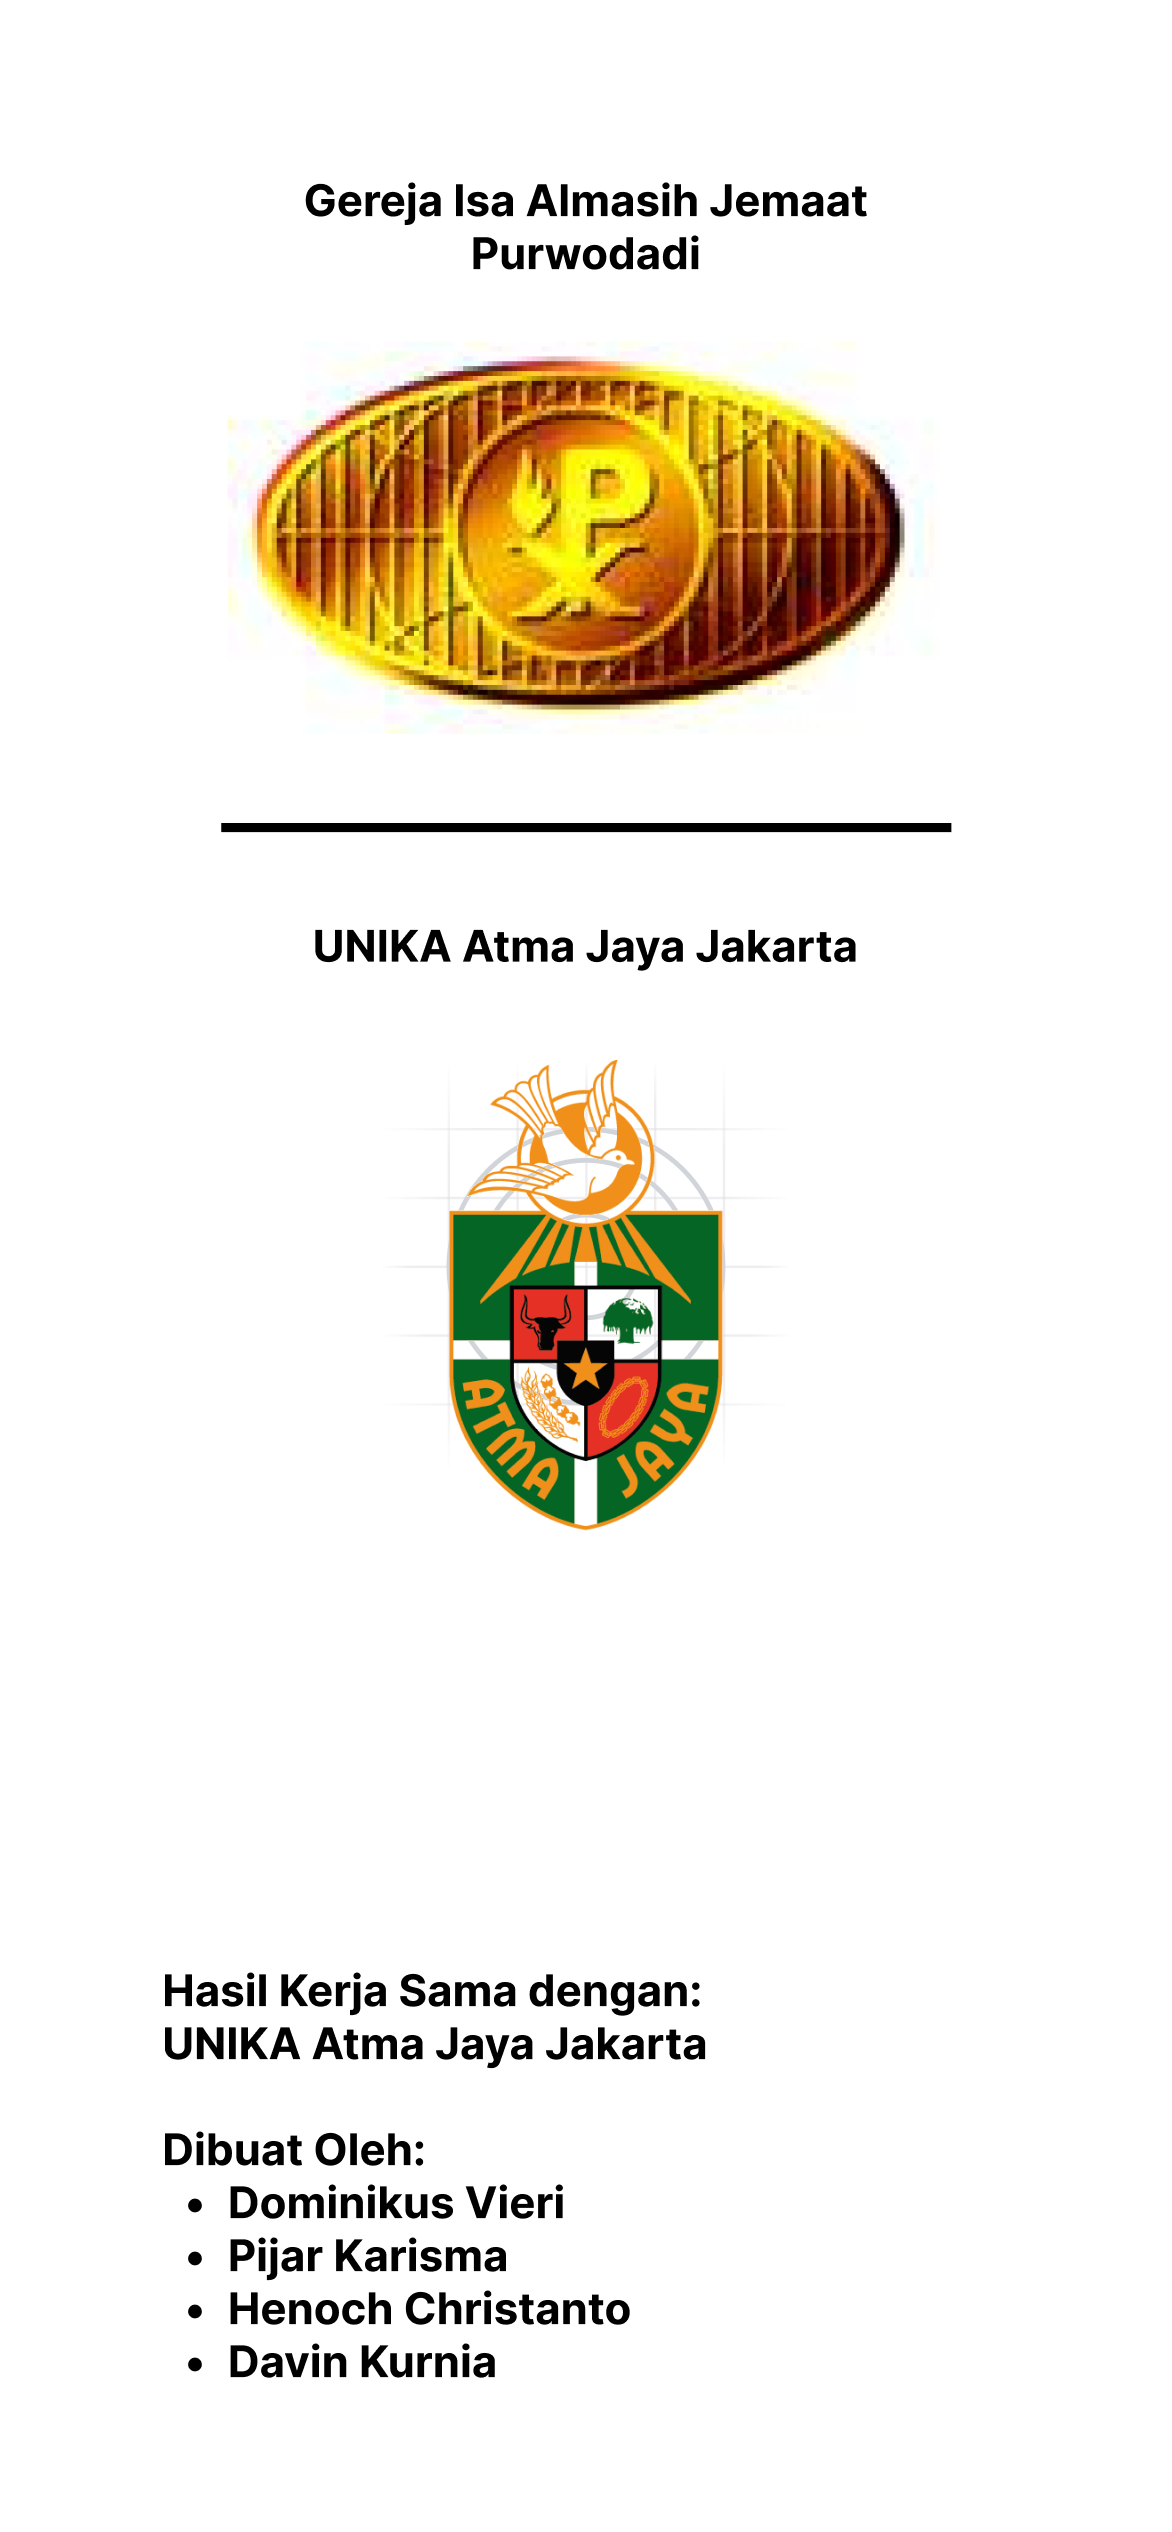 Gereja Isa Almasih Jemaat
Purwodadi
P
UNIKA Atma Jaya Jakarta
ATMA JAYA
Hasil Kerja Sama dengan:
UNIKA Atma Jaya Jakarta
Dibuat Oleh:
• Dominikus Vieri
• Pijar Karisma
• Henoch Christanto
• Davin Kurnia